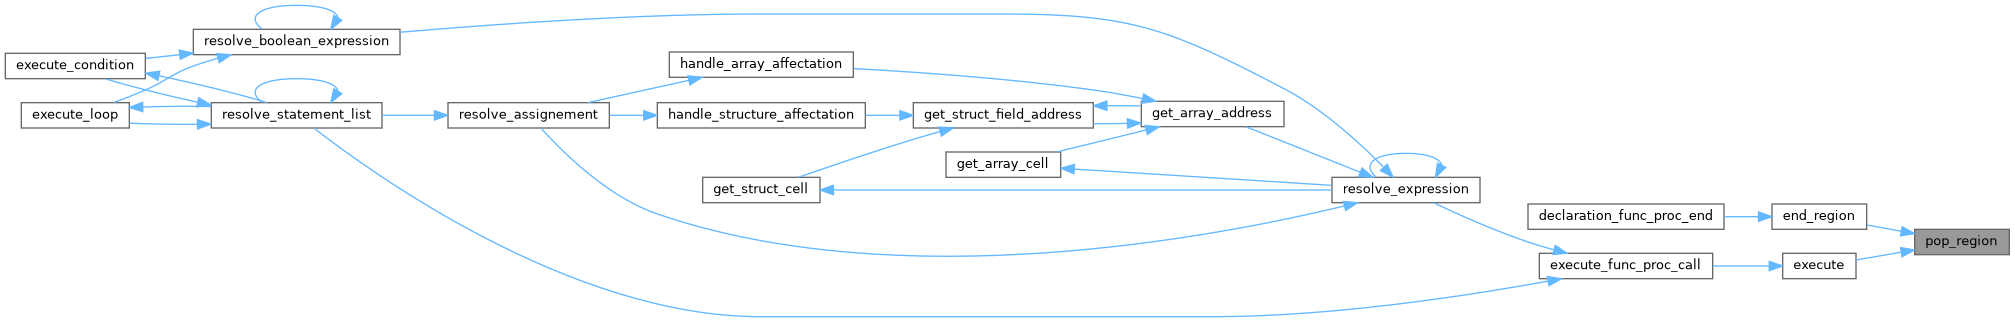 resolve_boolean_expression
execute_condition
handle_array_affectation
execute_loop
resolve_statement_list
resolve_assignement
handle_structure_affectation
get_struct_field_address
get_array_address
get_array_cell
get_struct_cell
resolve_expression
declaration_func_proc_end
end_region
pop_region
execute_func_proc_call
execute